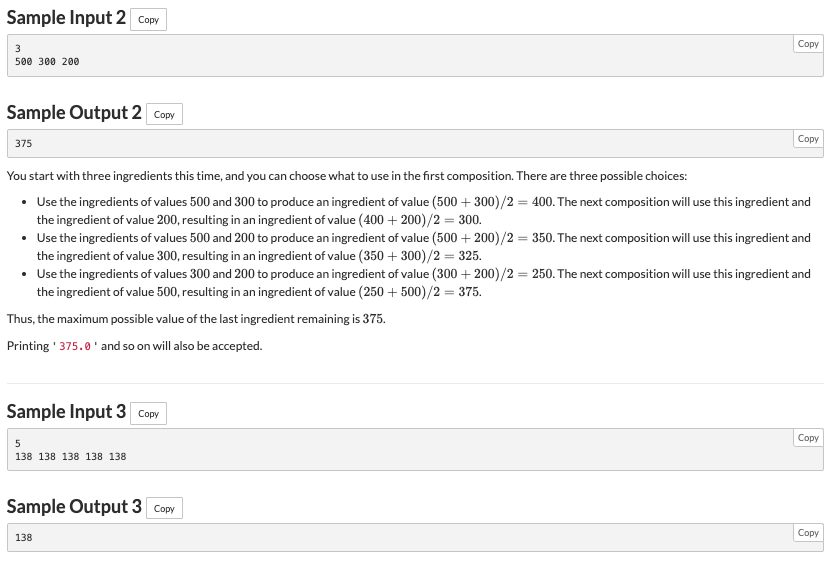 Sample Input 2 Copy
Copy
3
500 300 200
Sample Output 2 Copy
Copy
375
You start with three ingredients this time, and you can choose what to use in the first composition. There are three possible choices:
• Use the ingredients of values 500 and 300 to produce an ingredient of value (500 + 300)/2 = 400. The next composition will use this ingredient and
the ingredient of value 200, resulting in an ingredient of value (400 + 200)/2 = 300.
• Use the ingredients of values 500 and 200 to produce an ingredient of value (500 + 200)/2 = 350. The next composition will use this ingredient and
the ingredient of value 300, resulting in an ingredient of value (350 + 300)/2 = 325.
• Use the ingredients of values 300 and 200 to produce an ingredient of value (300 + 200)/2 = 250. The next composition will use this ingredient and
the ingredient of value 500, resulting in an ingredient of value (250 + 500)/2 = 375.
Thus, the maximum possible value of the last ingredient remaining is 375.
Printing ' 375.0 ' and so on will also be accepted.
Sample Input 3 Copy
Copy
5
138 138 138 138 138
Sample Output 3 Copy
Copy
138